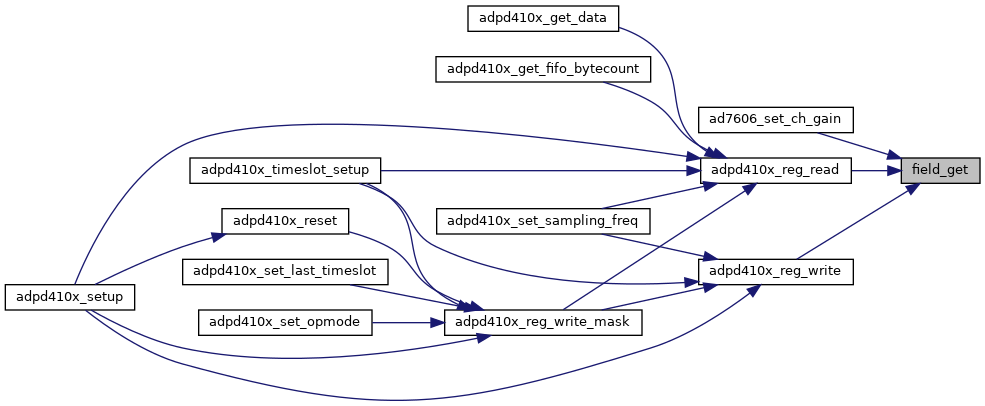 adpd410x_get_data
adpd410x_get_fifo_bytecount
ad7606_set_ch_gain
adpd410x_timeslot_setup
adpd410x_reg_read
field_get
adpd410x_reset
adpd410x_set_sampling_freq
adpd410x_set_last_timeslot
adpd410x_reg_write
adpd410x_setup
adpd410x_set_opmode
adpd410x_reg_write_mask